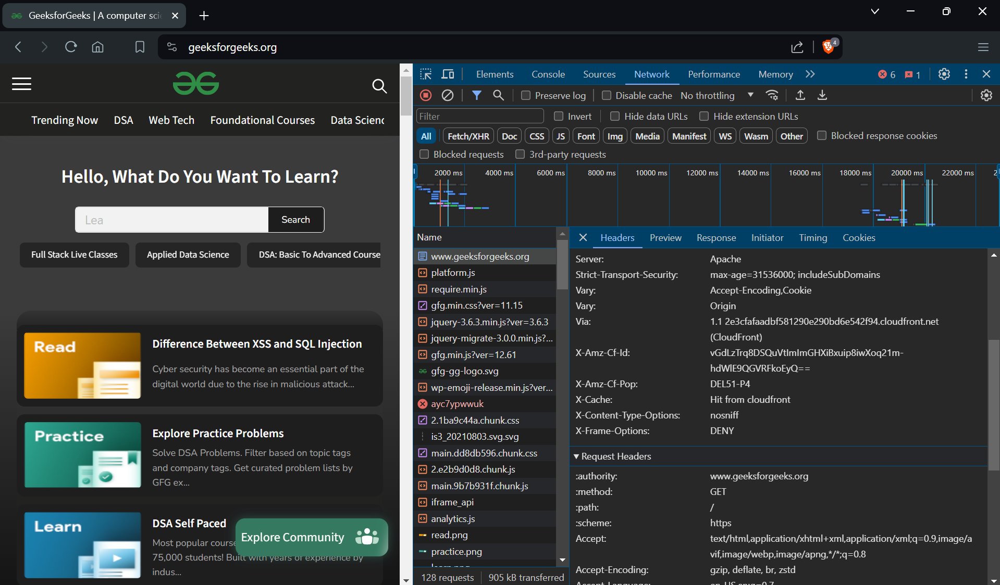 GeeksforGeeks | A computer sci
geeksforgeeks.org
4
Trending Now DSA Web Tech Foundational Courses Data Scienc
Hello, What Do You Want To Learn?
Lea Search
Full Stack Live Classes Applied Data Science DSA: Basic To Advanced Course
Read
Difference Between XSS and SQL Injection
Cyber security has become an essential part of the
digital world due to the rise in malicious attack...
Practice
Explore Practice Problems
Solve DSA Problems. Filter based on topic tags
and company tags. Get curated problem lists by
GFG ex...
Learn
DSA Self Paced
Most popular course
75,000 students! Built with years of experience by
indus...
Explore Community
Elements Console Sources Network Performance Memory 6 1
Preserve log Disable cache No throttling
Filter Invert Hide data URLs Hide extension URLs
All Fetch/XHR Doc CSS JS Font Img Media Manifest WS Wasm Other Blocked response cookies
Blocked requests 3rd-party requests
2000 ms 4000 ms 6000 ms 8000 ms 10000 ms 12000 ms 14000 ms 16000 ms 18000 ms 20000 ms 22000 ms 2
Name
www.geeksforgeeks.org
platform.js
require.min.js
gfg.min.css?ver=11.15
jquery-3.6.3.min.js?ver=3.6.3
jquery-migrate-3.0.0.min.js?...
gfg.min.js?ver=12.61
gfg-gg-logo.svg
wp-emoji-release.min.js?ver...
ayc7ypwwuk
2.1ba9c44a.chunk.css
is3_20210803.svg.svg
main.dd8db596.chunk.css
2.e2b9d0d8.chunk.js
main.9b7b931f.chunk.js
iframe_api
analytics.js
read.png
practice.png
128 requests 905 kB transferred
Headers Preview Response Initiator Timing Cookies
Server: Apache
Strict-Transport-Security: max-age=31536000; includeSubDomains
Vary: Accept-Encoding,Cookie
Vary: Origin
Via: 1.1 2e3cfafaadbf581290e290bd6e542f94.cloudfront.net
(CloudFront)
X-Amz-Cf-Id: vGdLzTrq8DSQuVtlmImGHXiBxuip8iwXoq21m-
hdWlE9QGVRFkoEyQ==
X-Amz-Cf-Pop: DEL51-P4
X-Cache: Hit from cloudfront
X-Content-Type-Options: nosniff
X-Frame-Options: DENY
Request Headers
:authority: www.geeksforgeeks.org
:method: GET
:path: /
:scheme: https
Accept: text/html,application/xhtml+xml,application/xml;q=0.9,image/a
vif,image/webp,image/apng,*/*;q=0.8
Accept-Encoding: gzip, deflate, br, zstd